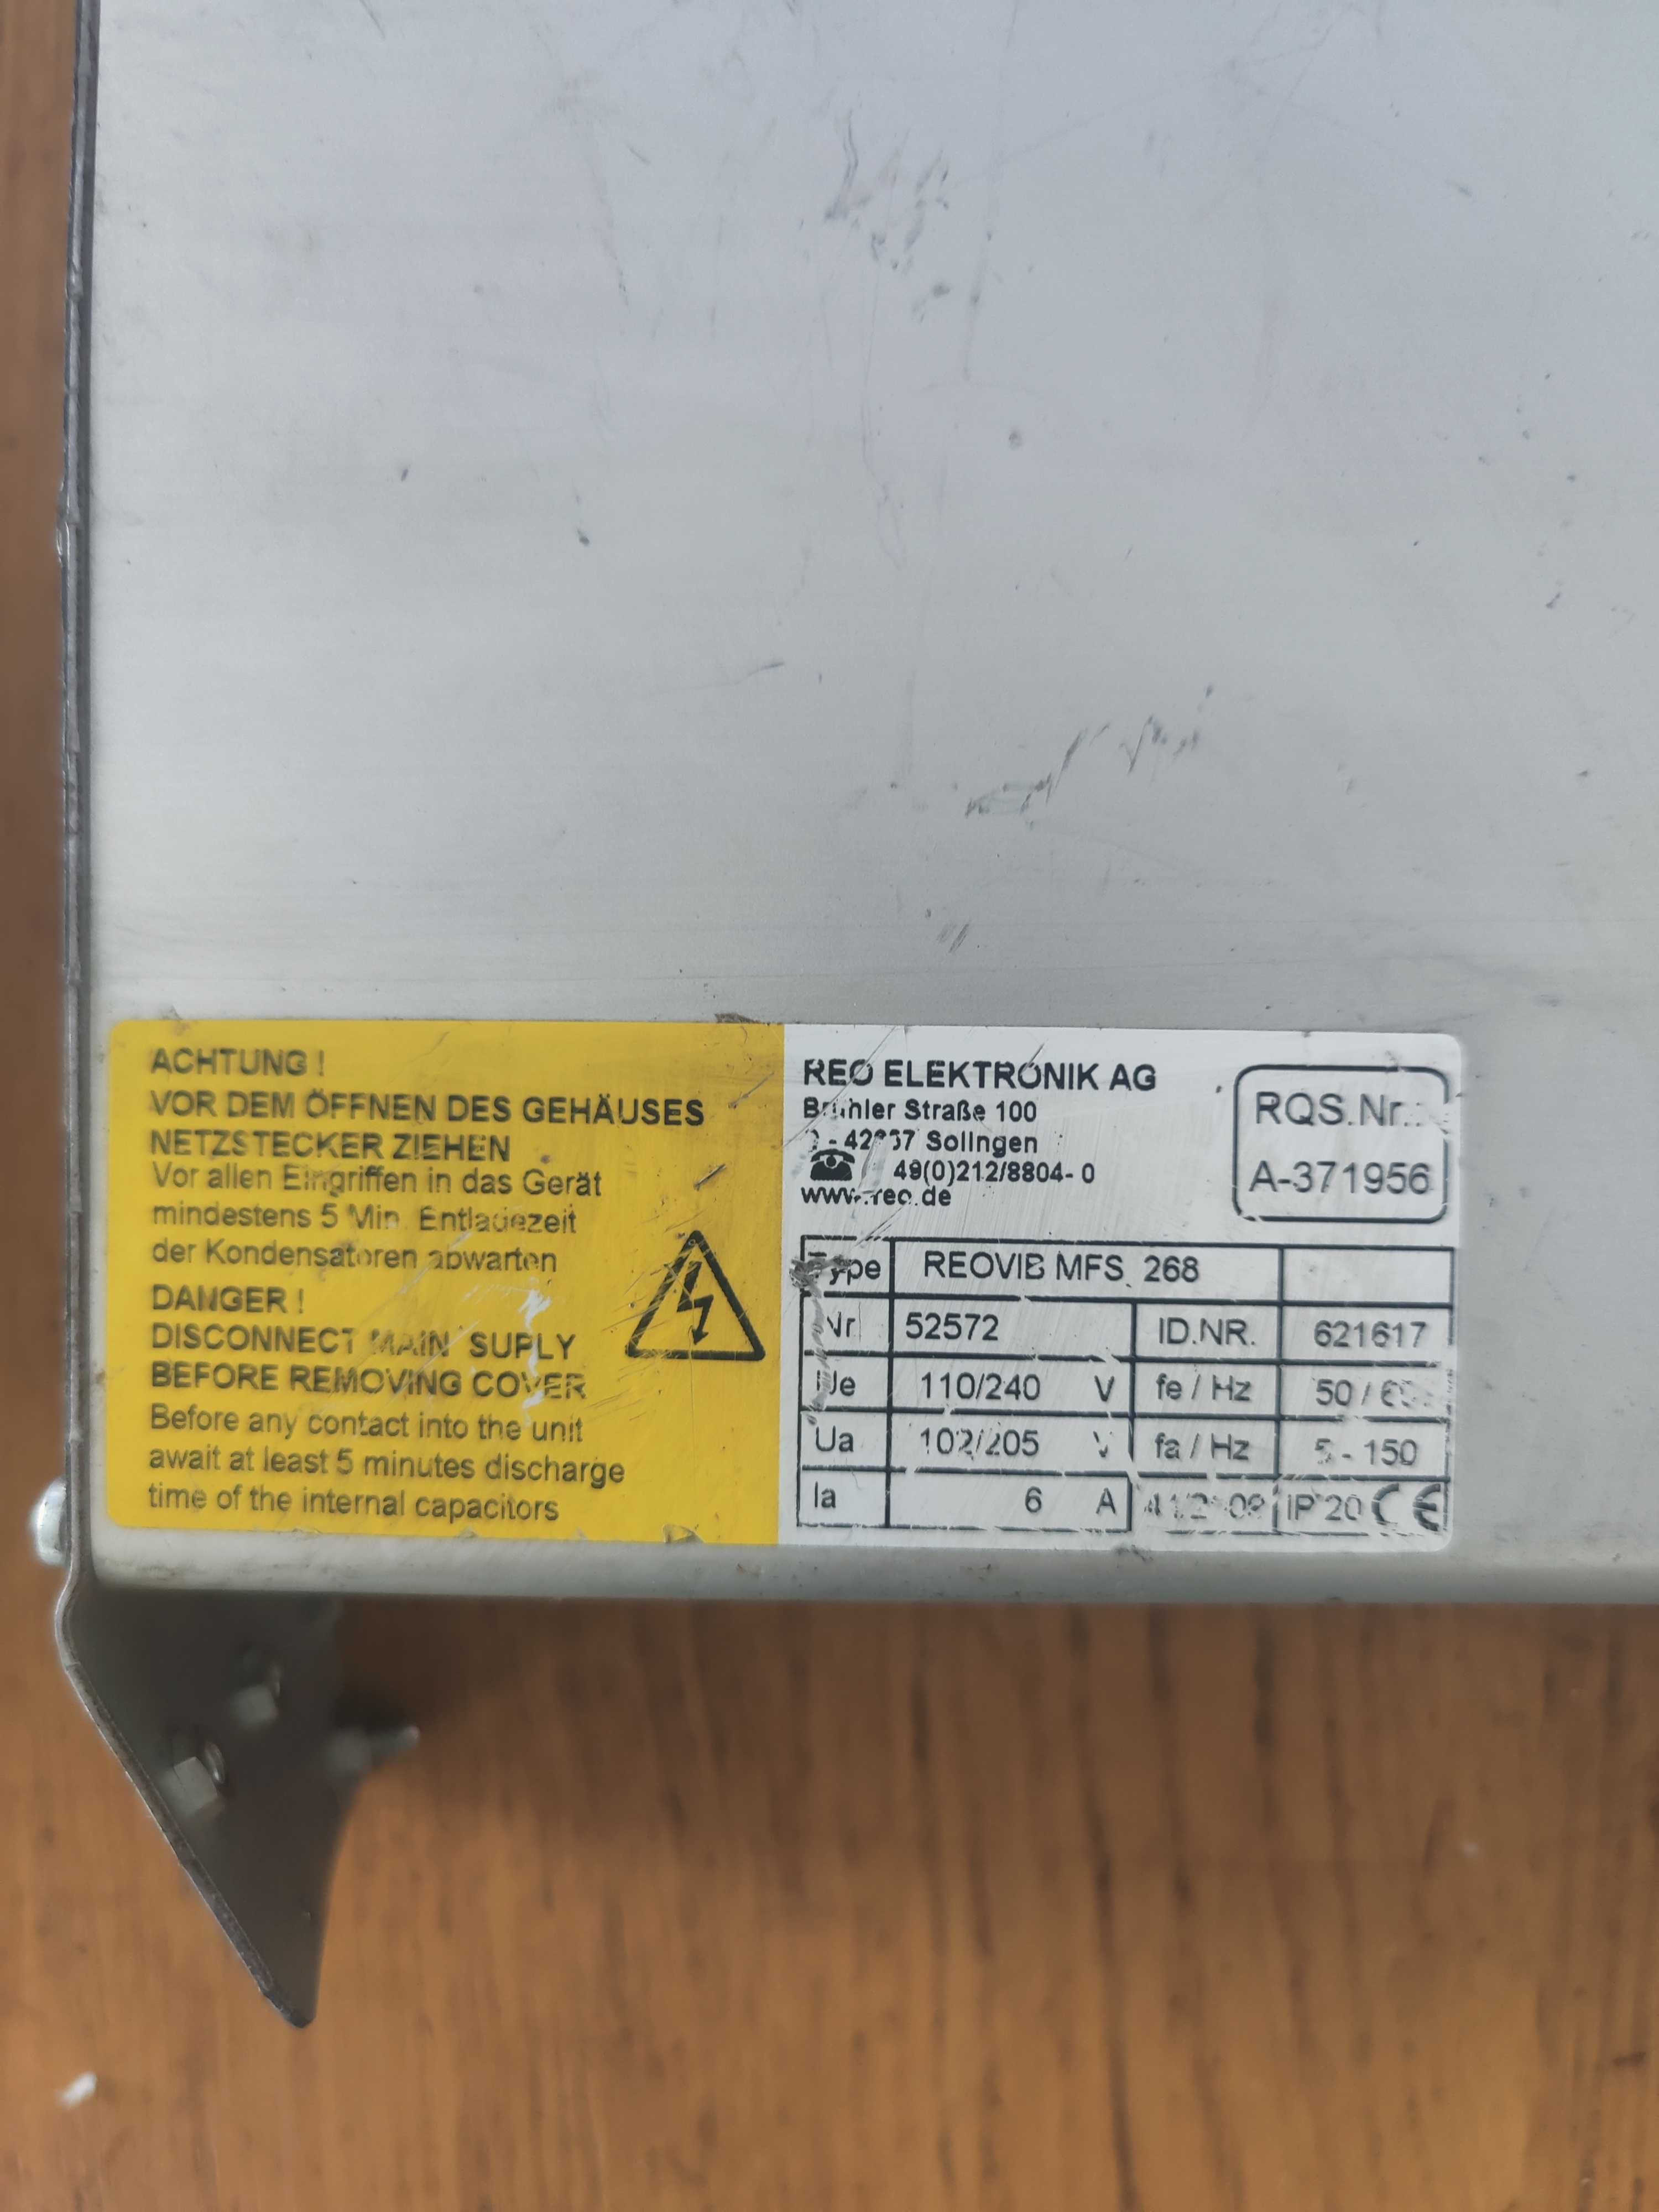 ACHTUNG !
VOR DEM ÖFFNEN DES GEHÄUSES
NETZSTECKER ZIEHEN
Vor allen Eingriffen in das Gerät
mindestens 5 Min. Entladezeit
der Kondensatoren abwarten
DANGER !
DISCONNECT MAIN SUPLY
BEFORE REMOVING COVER
Before any contact into the unit
await at least 5 minutes discharge
time of the internal capacitors
REO ELEKTRONIK AG
Brühler Straße 100
Solingen
49(0)212/8804- 0
www.reo.de
RQS.Nr.:
A-371956
Type REOVIB MFS 268
Nr 52572 ID.NR. 621617
Ue 110/240 V fe / Hz 50 /
Ua 102/205 V fa / Hz 5 - 150
Ia 6 A IP 20 CE